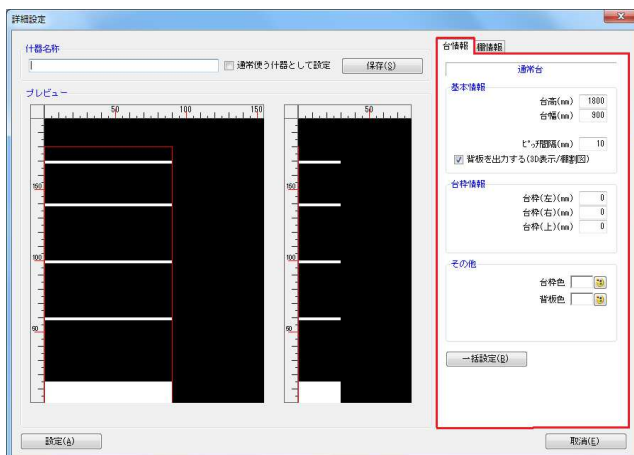 詳細設定
什器名称
通常使う什器として設定
保存(S)
プレビュー
50 100 150
50
150
100
50
150
100
50
台情報 棚情報
通常台
基本情報
台高(mm) 1800
台幅(mm) 900
ピッチ間隔(mm) 10
背板を出力する(3D表示/棚割図)
台枠情報
台枠(左)(mm) 0
台枠(右)(mm) 0
台枠(上)(mm) 0
その他
台枠色
背板色
一括設定(B)
設定(A)
取消(E)